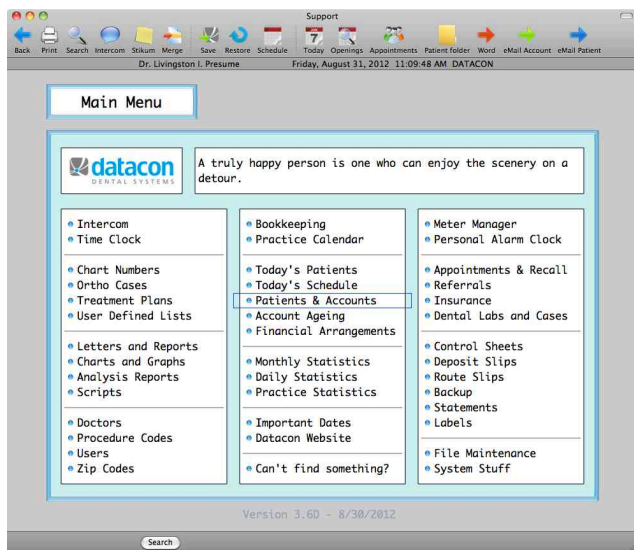 Support
Back Print Search Intercom Stikum Merge Save Restore Schedule 7 Today Openings Appointments Patient folder Word eMail Account eMail Patient
Dr. Livingston I. Presume Friday, August 31, 2012 11:09:48 AM DATACON
Main Menu
datacon
DENTAL SYSTEMS
A truly happy person is one who can enjoy the scenery on a
detour.
Intercom
Time Clock
Chart Numbers
Ortho Cases
Treatment Plans
User Defined Lists
Letters and Reports
Charts and Graphs
Analysis Reports
Scripts
Doctors
Procedure Codes
Users
Zip Codes
Bookkeeping
Practice Calendar
Today's Patients
Today's Schedule
Patients & Accounts
Account Ageing
Financial Arrangements
Monthly Statistics
Daily Statistics
Practice Statistics
Important Dates
Datacon Website
Can't find something?
Meter Manager
Personal Alarm Clock
Appointments & Recall
Referrals
Insurance
Dental Labs and Cases
Control Sheets
Deposit Slips
Route Slips
Backup
Statements
Labels
File Maintenance
System Stuff
Version 3.6D - 8/30/2012
Search